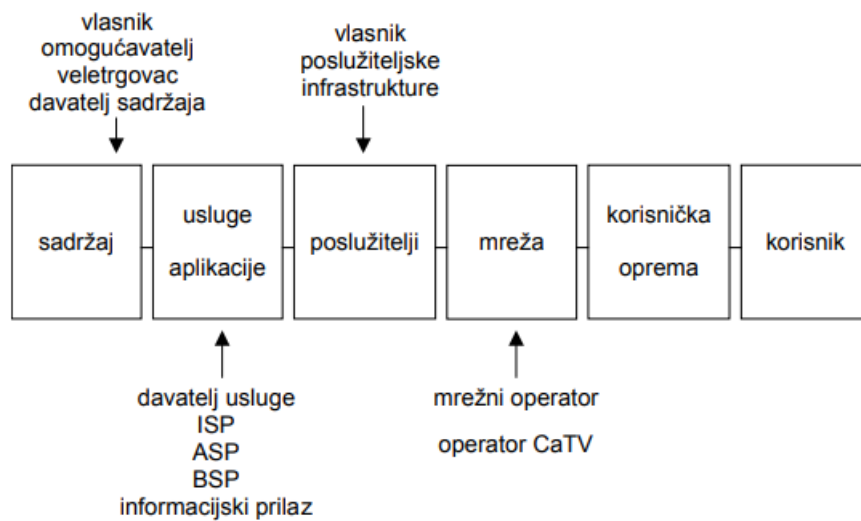 vlasnik
omogućavatelj
veletrgovac
davatelj sadržaja
vlasnik
poslužiteljske
infrastrukture
sadržaj
usluge
aplikacije
poslužitelji
mreža
korisnička
oprema
korisnik
davatelj usluge
ISP
ASP
BSP
informacijski prilaz
mrežni operator
operator CaTV